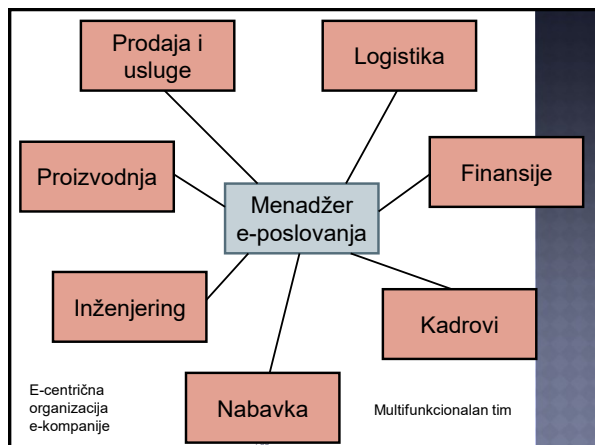 Prodaja i
usluge
Logistika
Proizvodnja
Finansije
Menadžer
e-poslovanja
Inženjering
Kadrovi
Nabavka
E-centrična
organizacija
e-kompanije
Multifunkcionalan tim